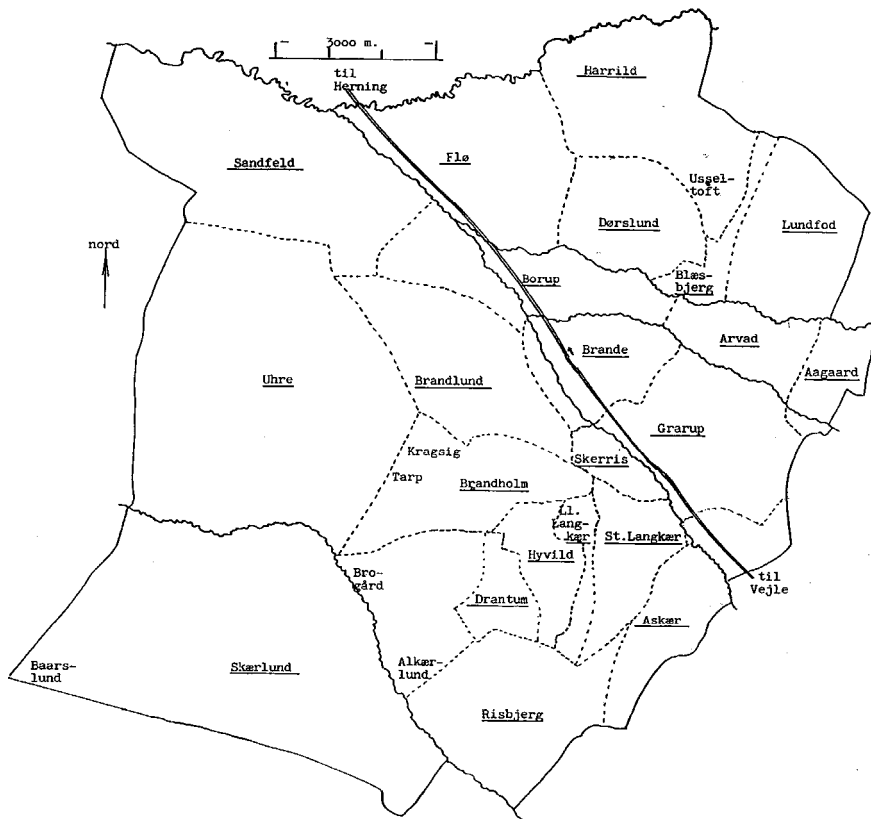 3000 m.
til
Herning
Harrild
Sandfeld
Flø
Ussel-
toft
Dørslund
Lundfod
nord
Borup
Blæs-
bjerg
Arvad
Brande
Aagaard
Uhre
Brandlund
Grarup
Kragsig
Skerris
Tarp
Brandholm
Ll.
Lang-
kær
St.Langkær
Hyvild
Bro-
gård
til
Vejle
Drantum
Askær
Baars-
lund
Skærlund
Alkær-
lund
Risbjerg